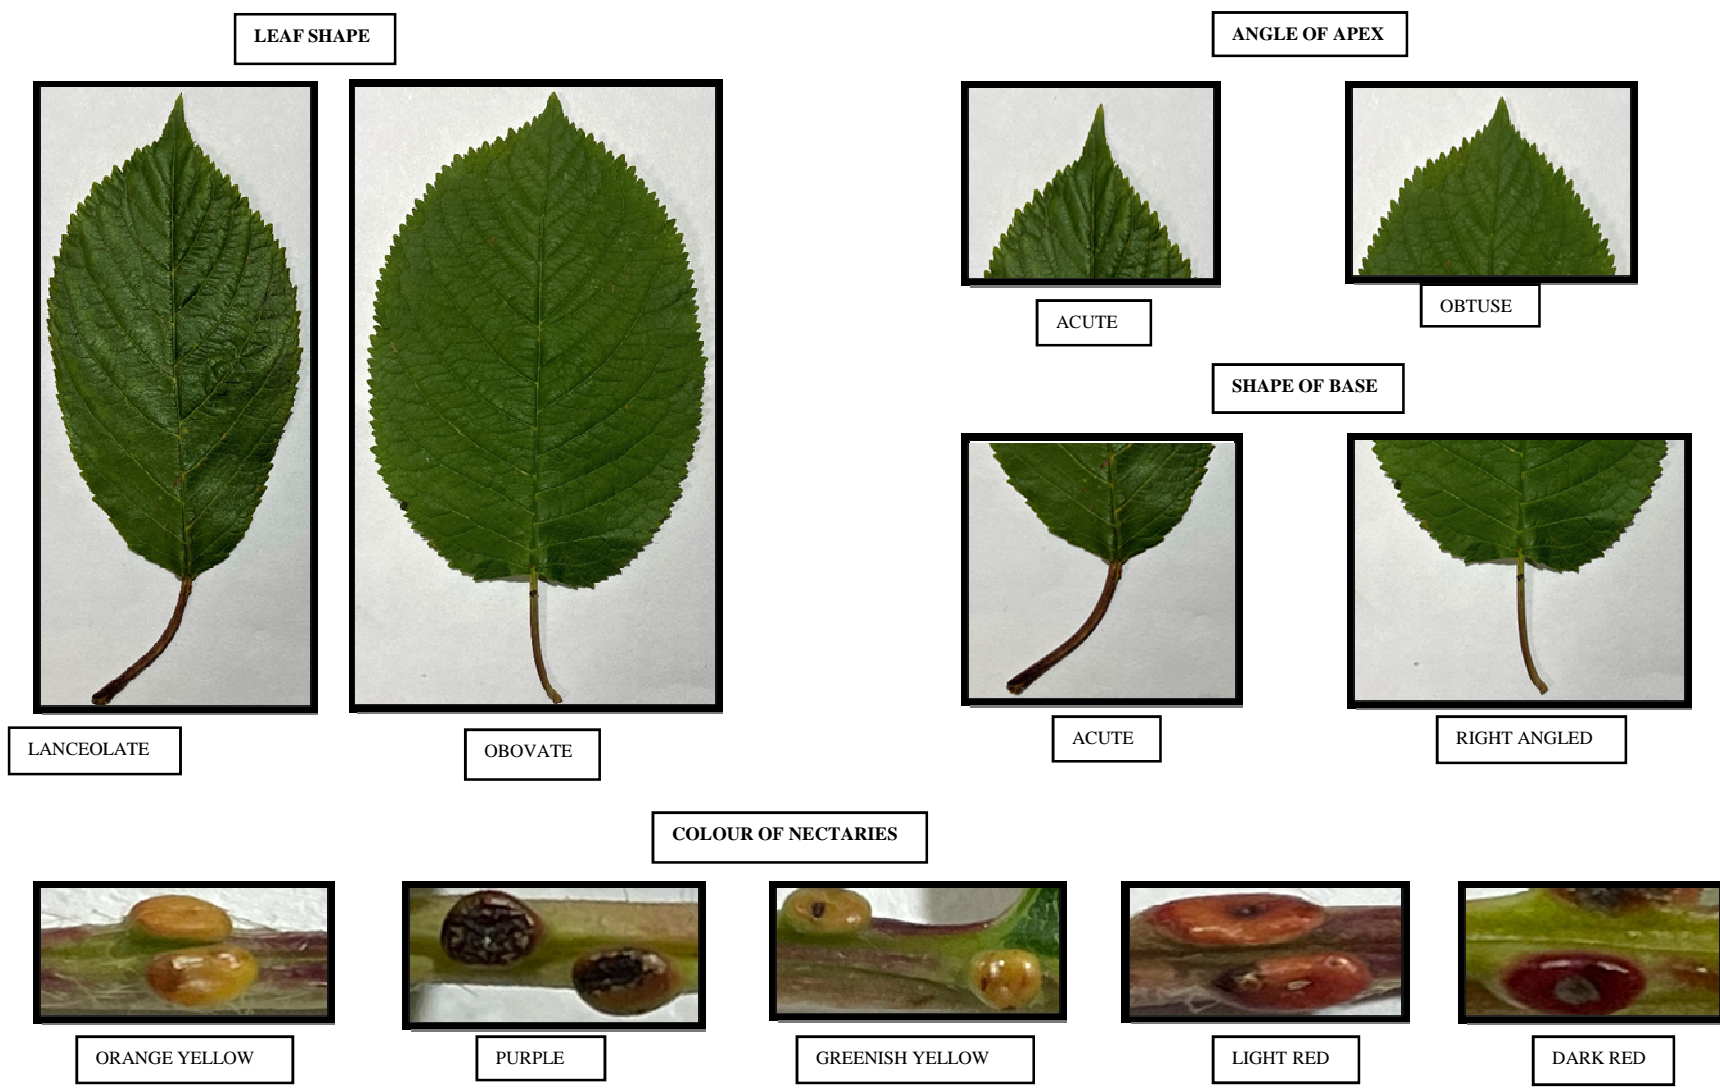 LEAF SHAPE
LANCEOLATE
OBOVATE
ANGLE OF APEX
ACUTE
OBTUSE
SHAPE OF BASE
ACUTE
RIGHT ANGLED
COLOUR OF NECTARIES
ORANGE YELLOW
PURPLE
GREENISH YELLOW
LIGHT RED
DARK RED